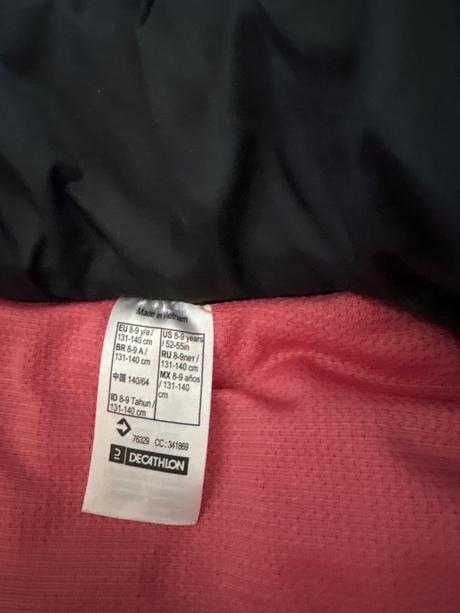 Made in Vietnam
EU 8-9 y/a /
131-140 cm
BR 8-9 A /
131-140 cm
中国 140/64
ID 8-9 Tahun /
131-140 cm
US 8-9 years
/ 52-55in
RU 8-9лет /
131-140 cm
MX 8-9 años
/ 131-140
cm
76329 CC: 341869
DECATHLON